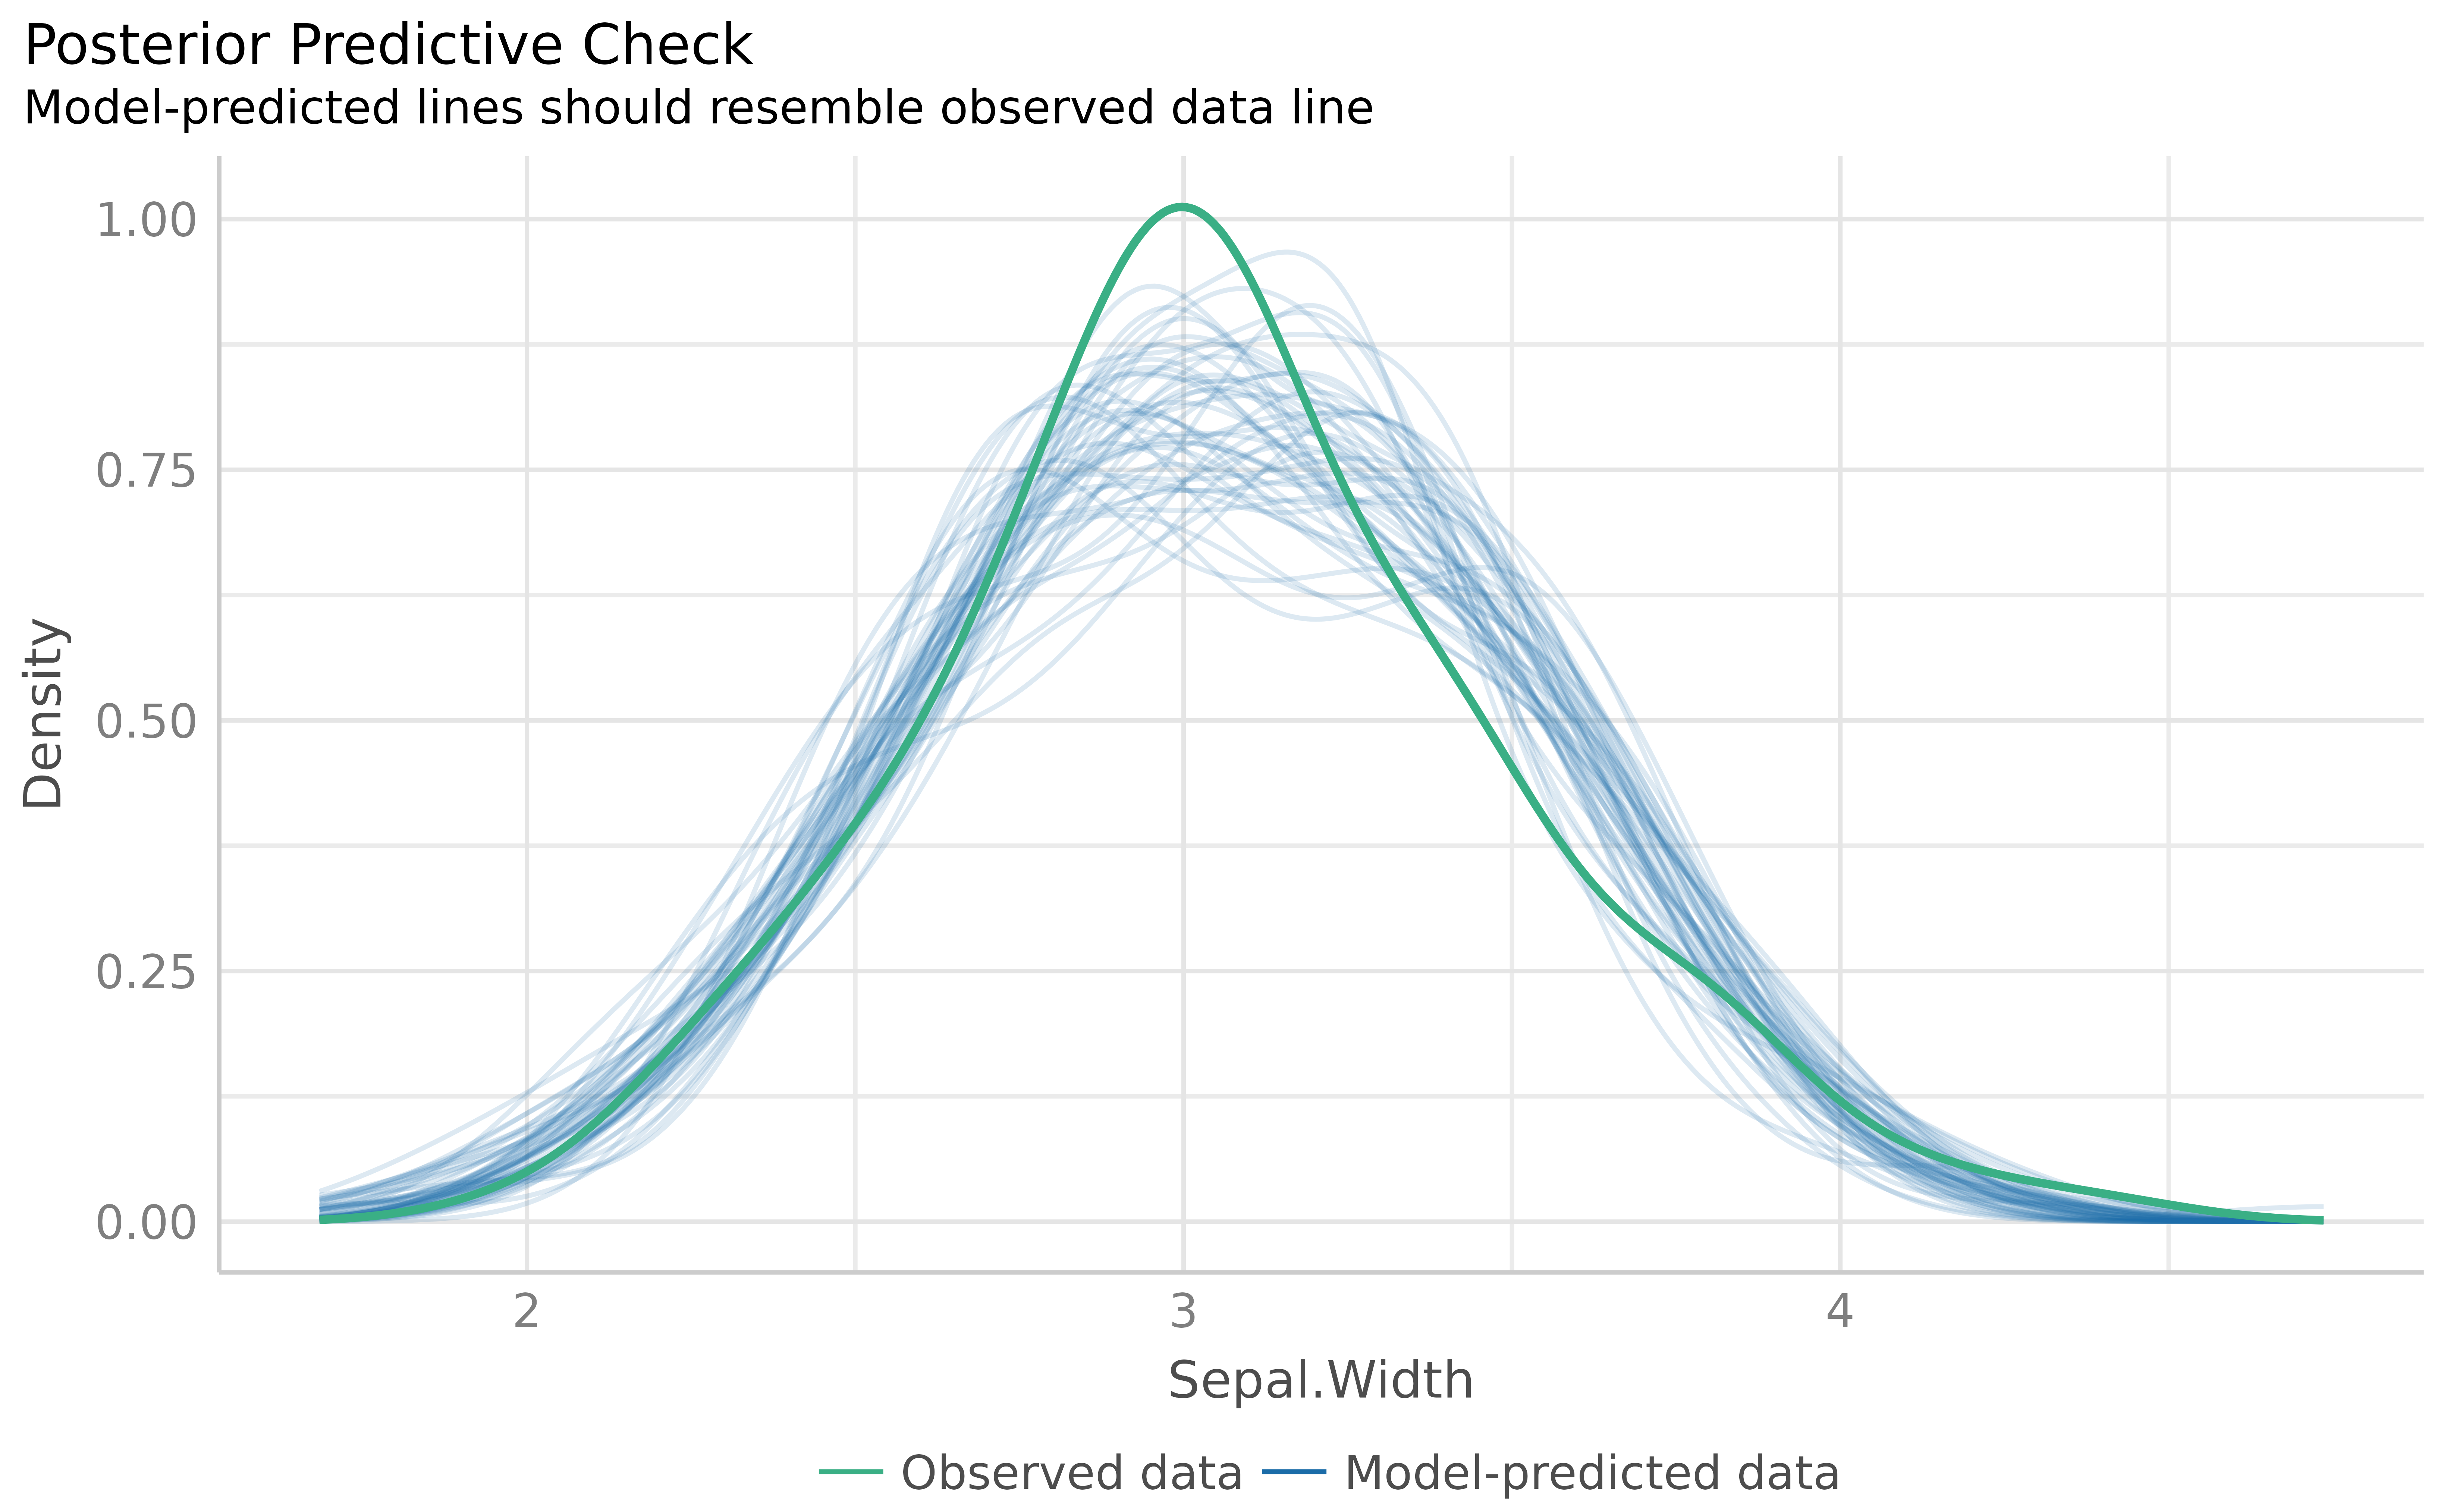 Posterior Predictive Check
Model-predicted lines should resemble observed data line
1.00
0.75
0.50
0.25
0.00
Density
2 3 4
Sepal.Width
Observed data Model-predicted data